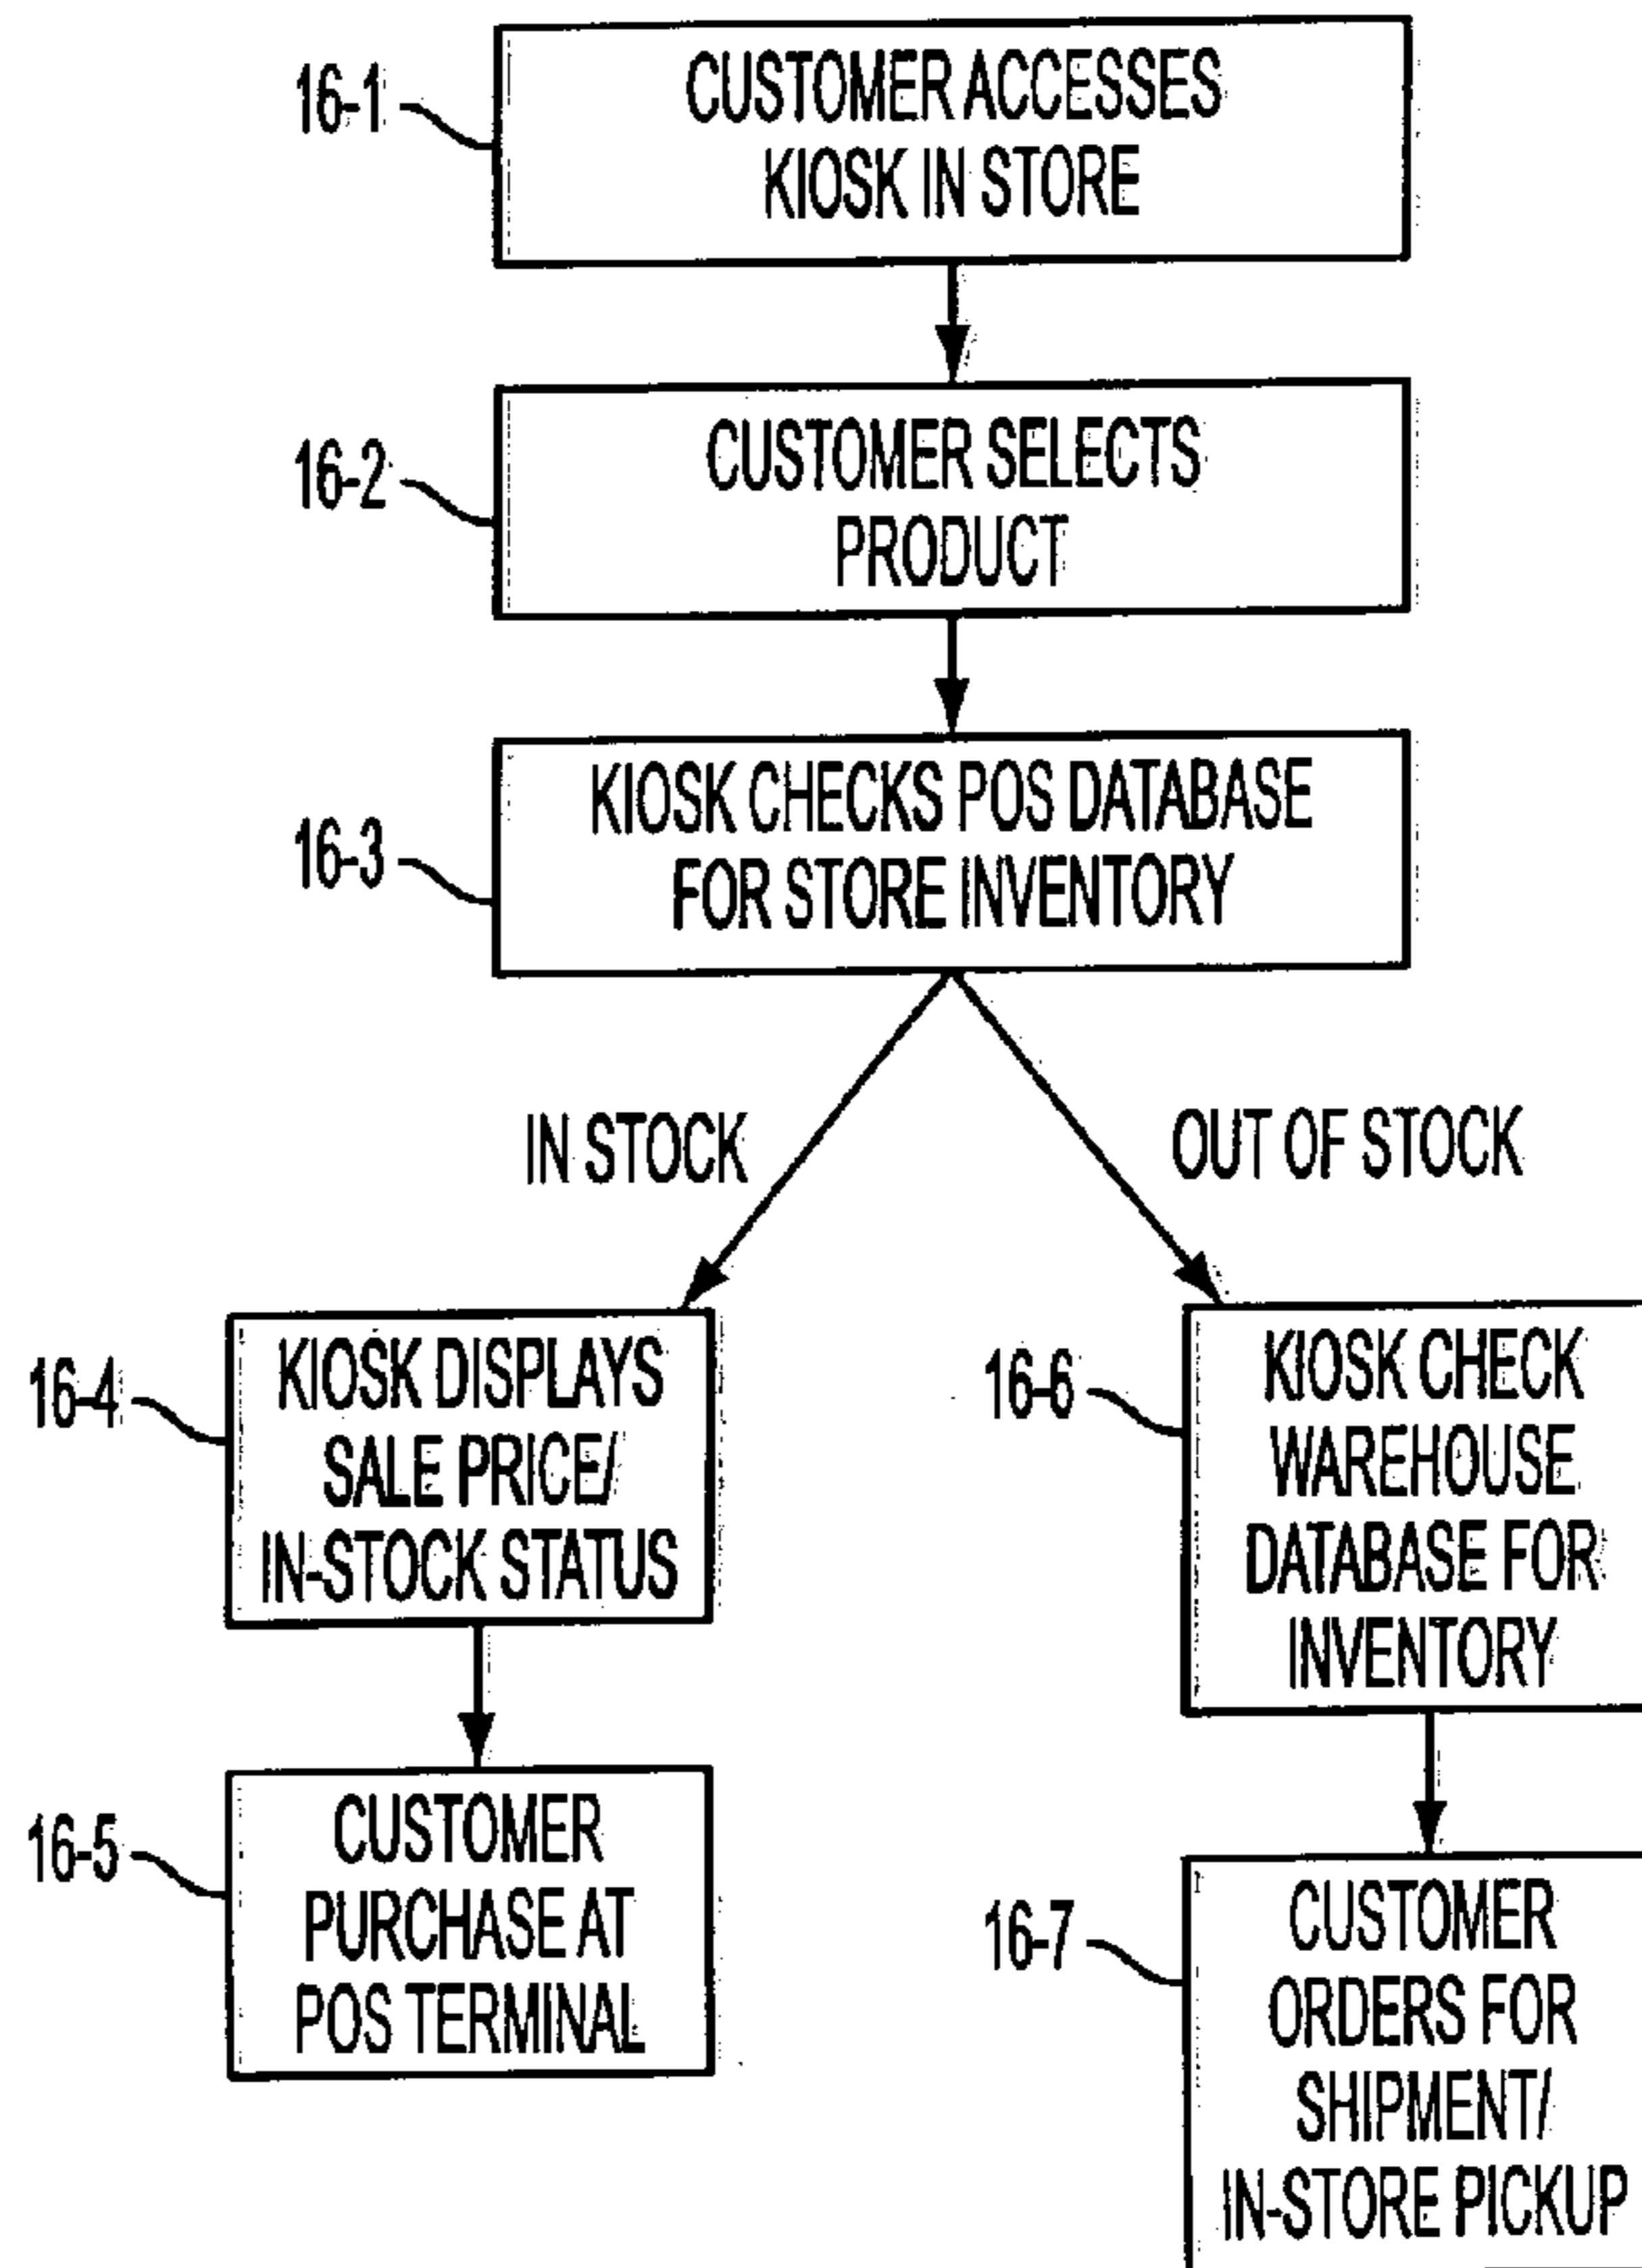 16-1
CUSTOMER ACCESSES
KIOSK IN STORE
16-2
CUSTOMER SELECTS
PRODUCT
16-3
KIOSK CHECKS POS DATABASE
FOR STORE INVENTORY
IN STOCK
OUT OF STOCK
16-4
KIOSK DISPLAYS
SALE PRICE/
IN-STOCK STATUS
16-5
CUSTOMER
PURCHASE AT
POS TERMINAL
16-6
KIOSK CHECK
WAREHOUSE
DATABASE FOR
INVENTORY
16-7
CUSTOMER
ORDERS FOR
SHIPMENT/
IN-STORE PICKUP